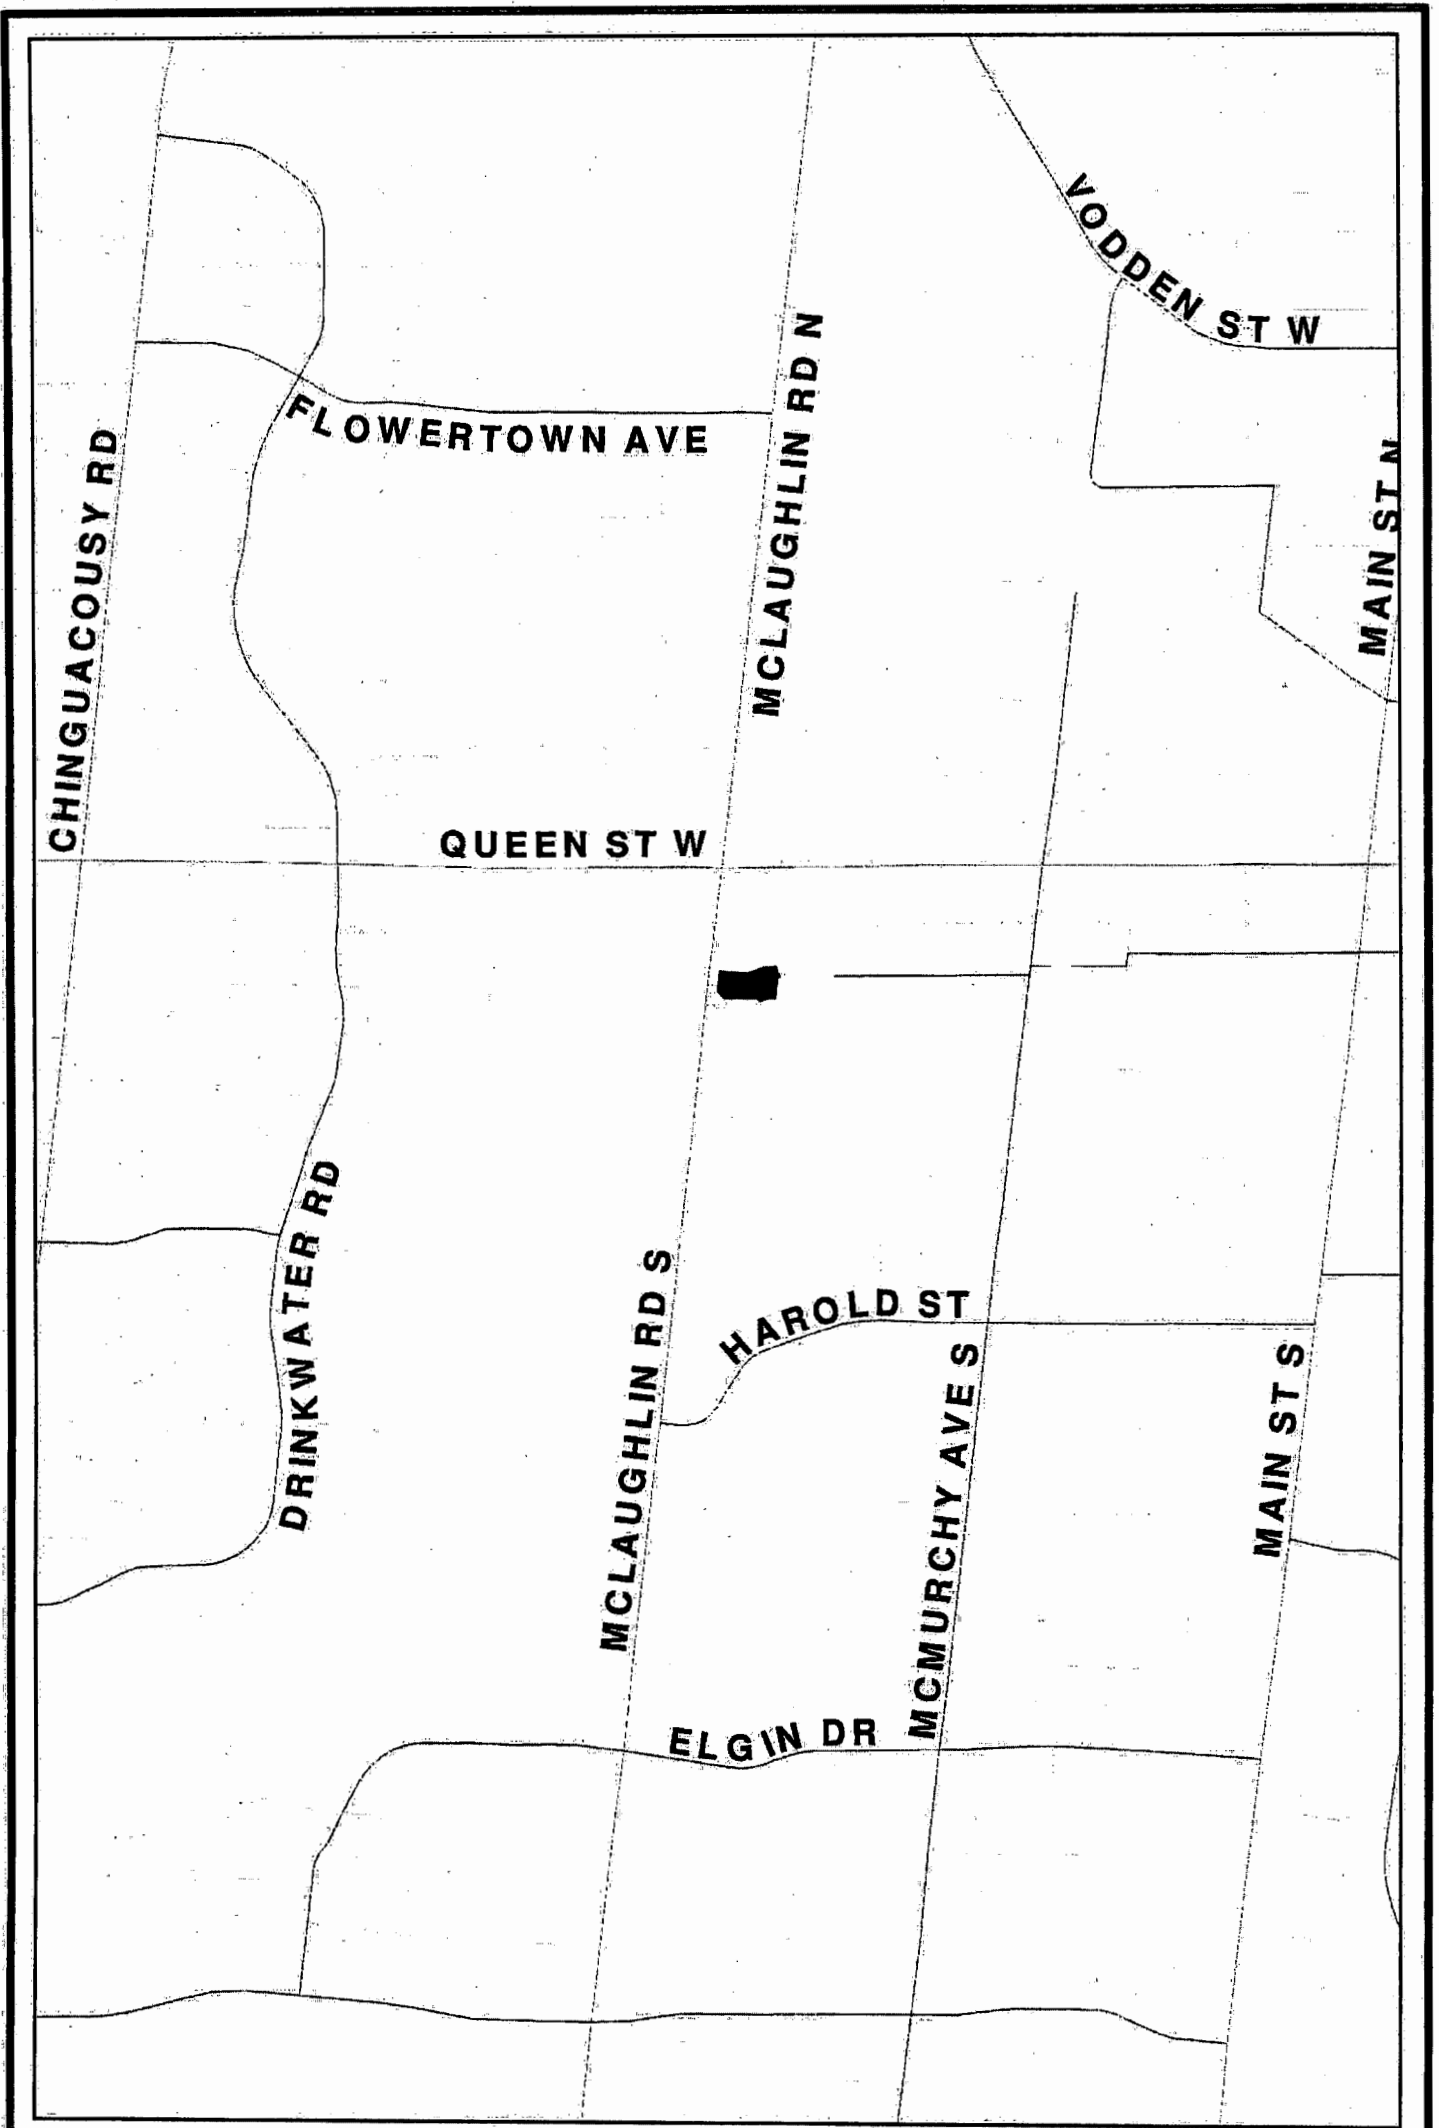 VODDEN ST W
MCLAUGHLIN RD N
FLOWERTOWN AVE
CHINGUACOUSY RD
MAIN ST N
QUEEN ST W
DRINKWATER RD
MCLAUGHLIN RD S
HAROLD ST
MCMURCHY AVE S
MAIN ST S
ELGIN DR